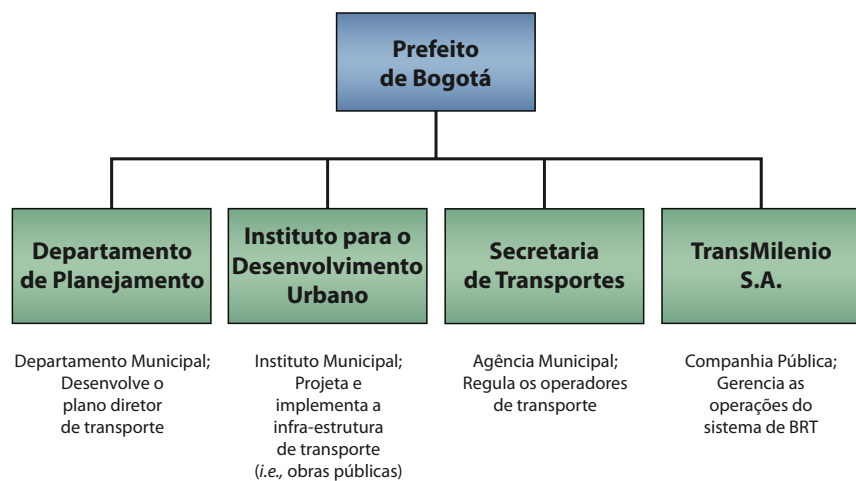 Prefeito
de Bogotá
Departamento
de Planejamento
Instituto para o
Desenvolvimento
Urbano
Secretaria
de Transportes
TransMilenio
S.A.
Departamento Municipal;
Desenvolve o
plano diretor
de transporte
Instituto Municipal;
Projeta e
implementa a
infra-estrutura
de transporte
(i.e., obras públicas)
Agência Municipal;
Regula os operadores
de transporte
Companhia Pública;
Gerencia as
operações do
sistema de BRT